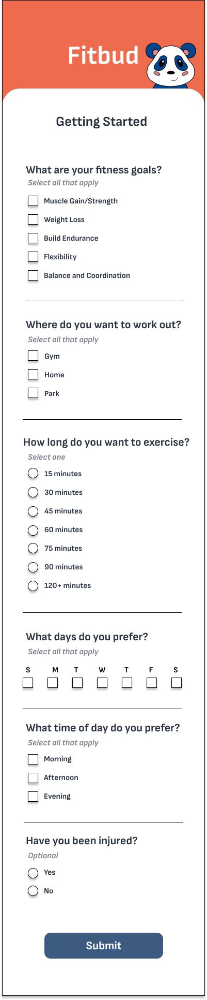 Fitbud
Getting Started
What are your fitness goals?
Select all that apply
Muscle Gain/Strength
Weight Loss
Build Endurance
Flexibility
Balance and Coordination
Where do you want to work out?
Select all that apply
Gym
Home
Park
How long do you want to exercise?
Select one
15 minutes
30 minutes
45 minutes
60 minutes
75 minutes
90 minutes
120+ minutes
What days do you prefer?
Select all that apply
S M T W T F S
What time of day do you prefer?
Select all that apply
Morning
Afternoon
Evening
Have you been injured?
Optional
Yes
No
Submit